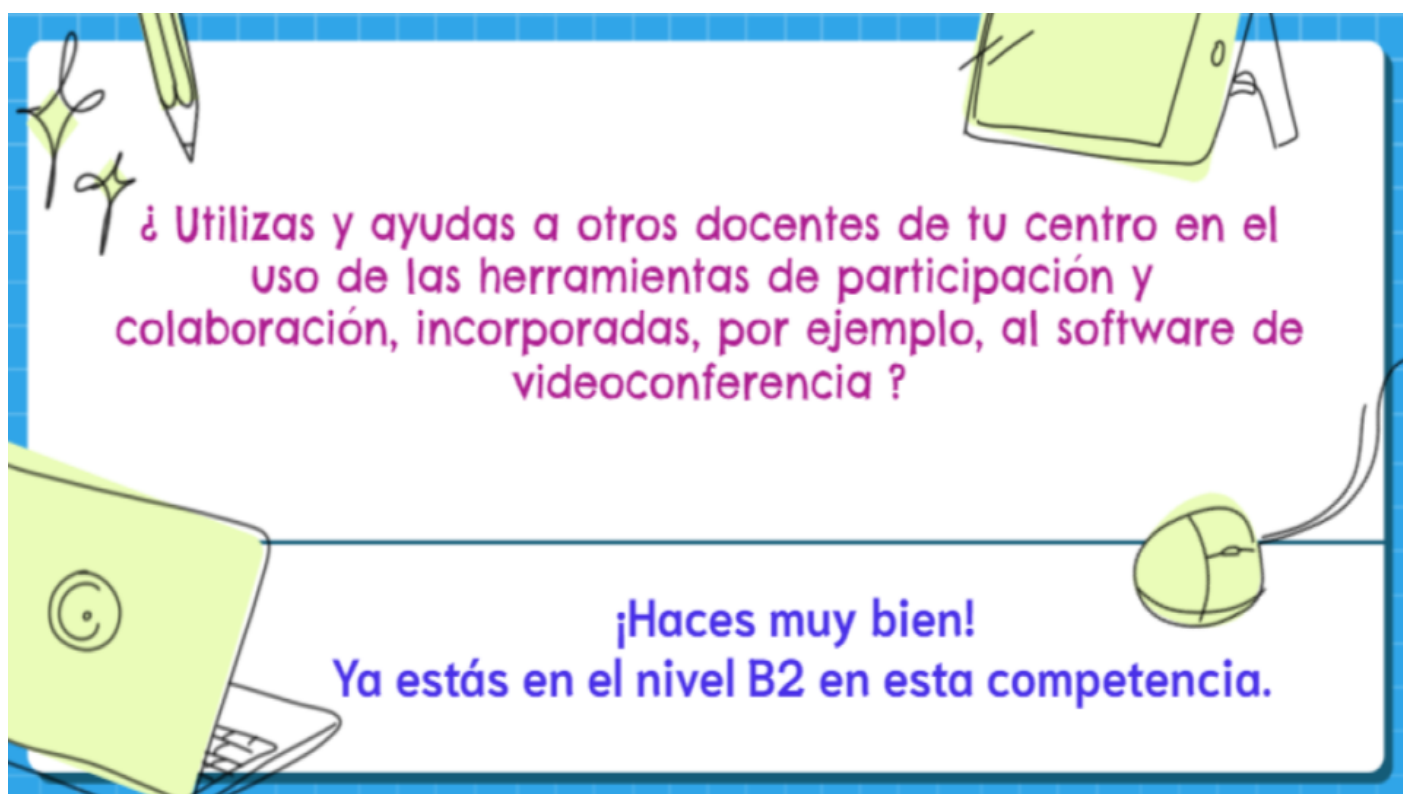 ¿ Utilizas y ayudas a otros docentes de tu centro en el
uso de las herramientas de participación y
colaboración, incorporadas, por ejemplo, al software de
videoconferencia ?
¡Haces muy bien!
Ya estás en el nivel B2 en esta competencia.